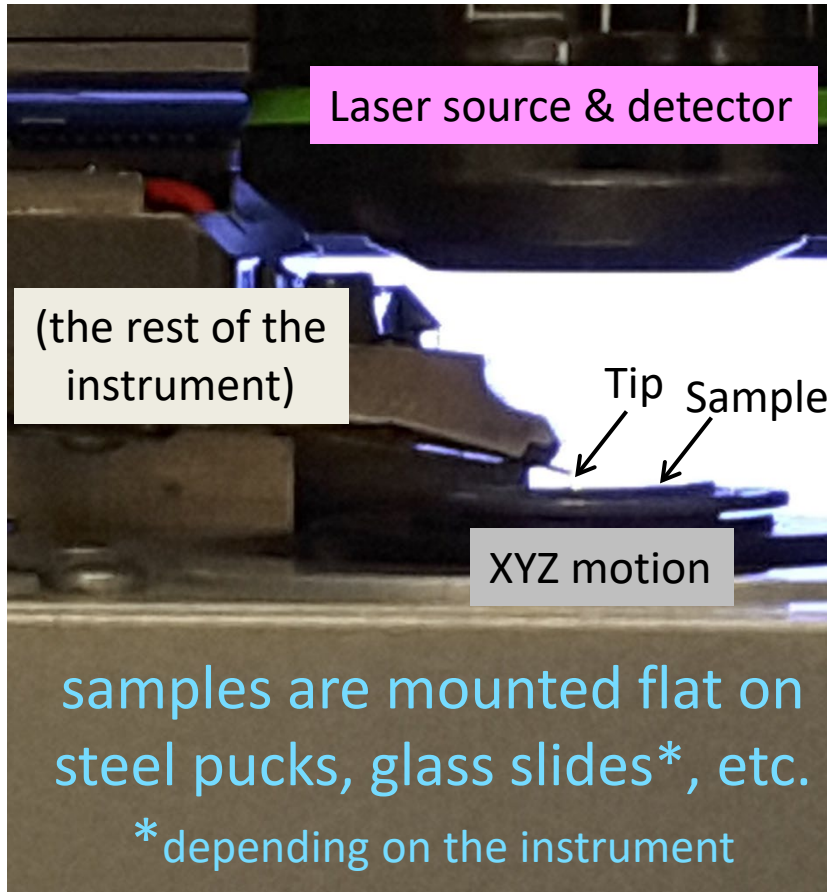 Laser source & detector
(the rest of the
instrument)
Tip
Sample
XYZ motion
samples are mounted flat on
steel pucks, glass slides*, etc.
*depending on the instrument